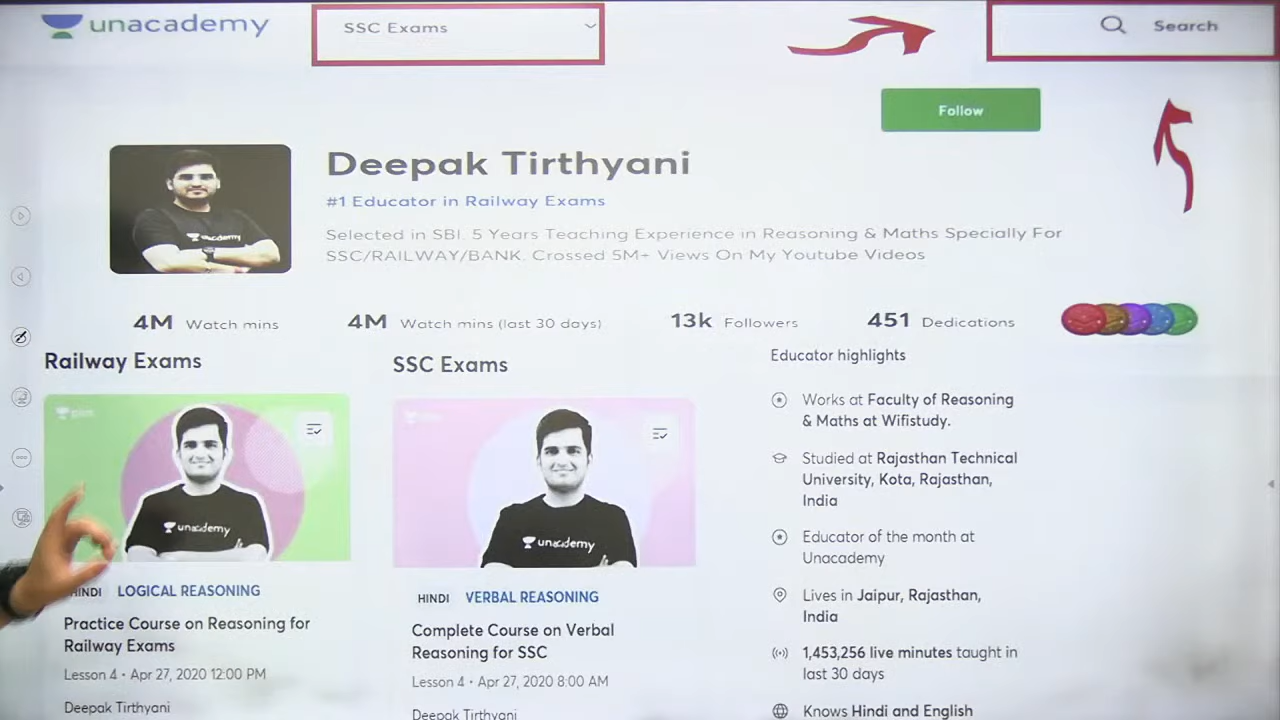 unacademy
SSC Exams
Search
Follow
Deepak Tirthyani
#1 Educator in Railway Exams
Selected in SBI. 5 Years Teaching Experience in Reasoning & Maths Specially For
SSC/RAILWAY/BANK. Crossed 5M+ Views On My Youtube Videos
4M Watch mins
4M Watch mins (last 30 days)
13k Followers
451 Dedications
Railway Exams
unacademy
HINDI LOGICAL REASONING
Practice Course on Reasoning for
Railway Exams
Lesson 4 • Apr 27, 2020 12:00 PM
Deepak Tirthyani
SSC Exams
unacademy
HINDI VERBAL REASONING
Complete Course on Verbal
Reasoning for SSC
Lesson 4 • Apr 27, 2020 8:00 AM
Deepak Tirthyani
Educator highlights
Works at Faculty of Reasoning
& Maths at Wifistudy.
Studied at Rajasthan Technical
University, Kota, Rajasthan,
India
Educator of the month at
Unacademy
Lives in Jaipur, Rajasthan,
India
1,453,256 live minutes taught in
last 30 days
Knows Hindi and English